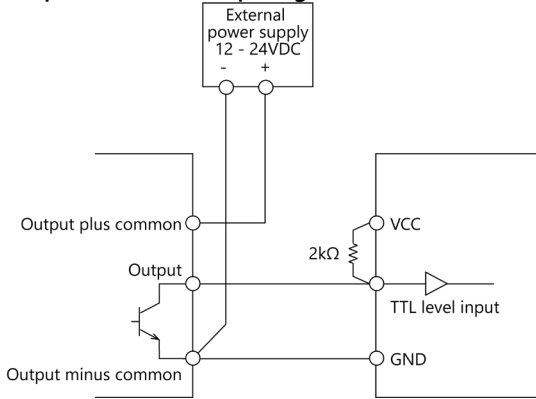 External
power supply
12 - 24VDC
- +
Output plus common
VCC
2kΩ
Output
TTL level input
GND
Output minus common